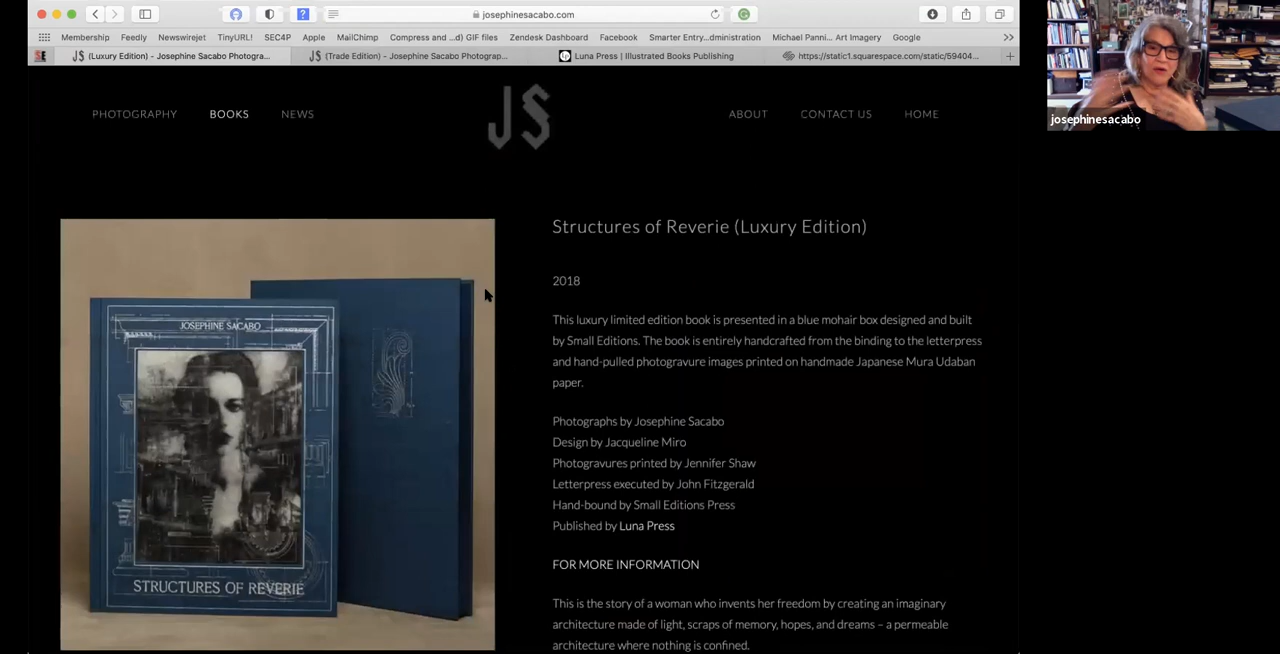 josephinesacabo.com
Membership Feedly Newswirejet TinyURL! SEC4P Apple MailChimp Compress and ...d) GIF files Zendesk Dashboard Facebook Smarter Entry...dministration Michael Panni... Art Imagery Google
(Luxury Edition) - Josephine Sacabo Photogra... (Trade Edition) - Josephine Sacabo Photograp... Luna Press | Illustrated Books Publishing https://static1.squarespace.com/static/59404...
PHOTOGRAPHY BOOKS NEWS JS ABOUT CONTACT US HOME
josephinesacabo
JOSEPHINE SACABO
STRUCTURES OF REVERIE
Structures of Reverie (Luxury Edition)
2018
This luxury limited edition book is presented in a blue mohair box designed and built
by Small Editions. The book is entirely handcrafted from the binding to the letterpress
and hand-pulled photogravure images printed on handmade Japanese Mura Udaban
paper.
Photographs by Josephine Sacabo
Design by Jacqueline Miro
Photogravures printed by Jennifer Shaw
Letterpress executed by John Fitzgerald
Hand-bound by Small Editions Press
Published by Luna Press
FOR MORE INFORMATION
This is the story of a woman who invents her freedom by creating an imaginary
architecture made of light, scraps of memory, hopes, and dreams – a permeable
architecture where nothing is confined.